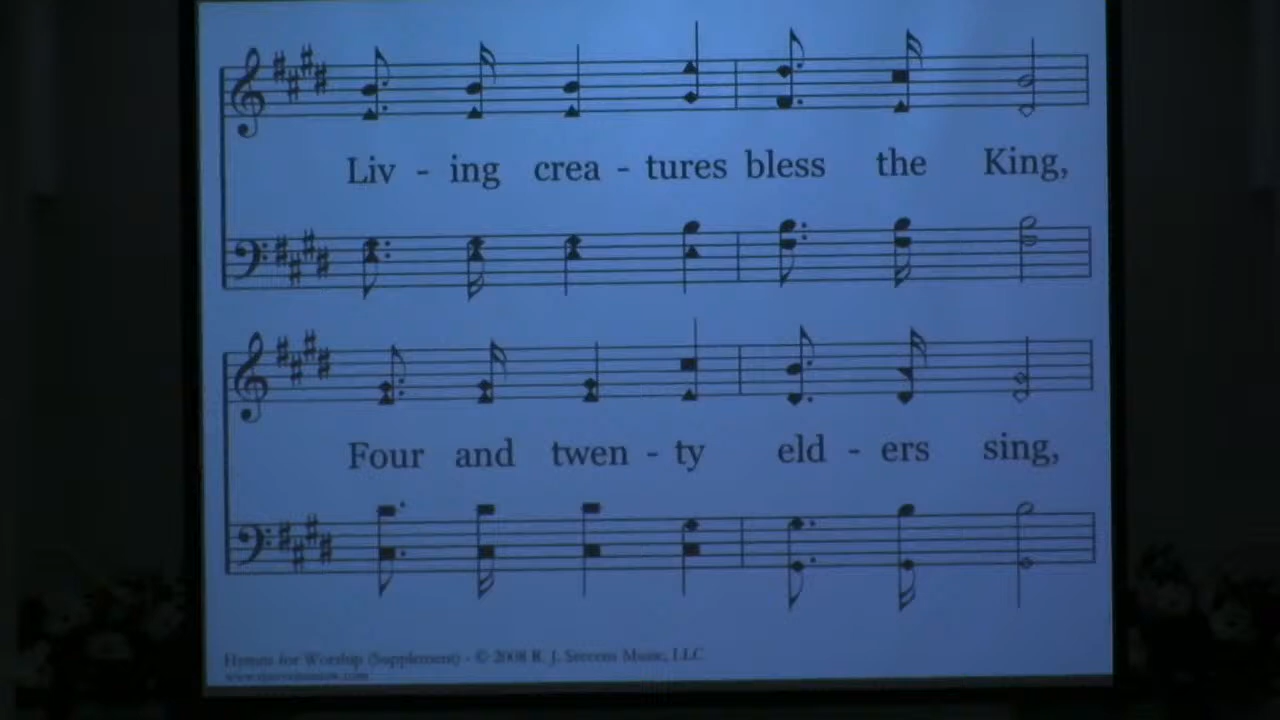 Liv - ing crea - tures bless the King,
Four and twen - ty eld - ers sing,
Hymns for Worship (Supplement) - © 2008 R. J. Stevens Music, LLC